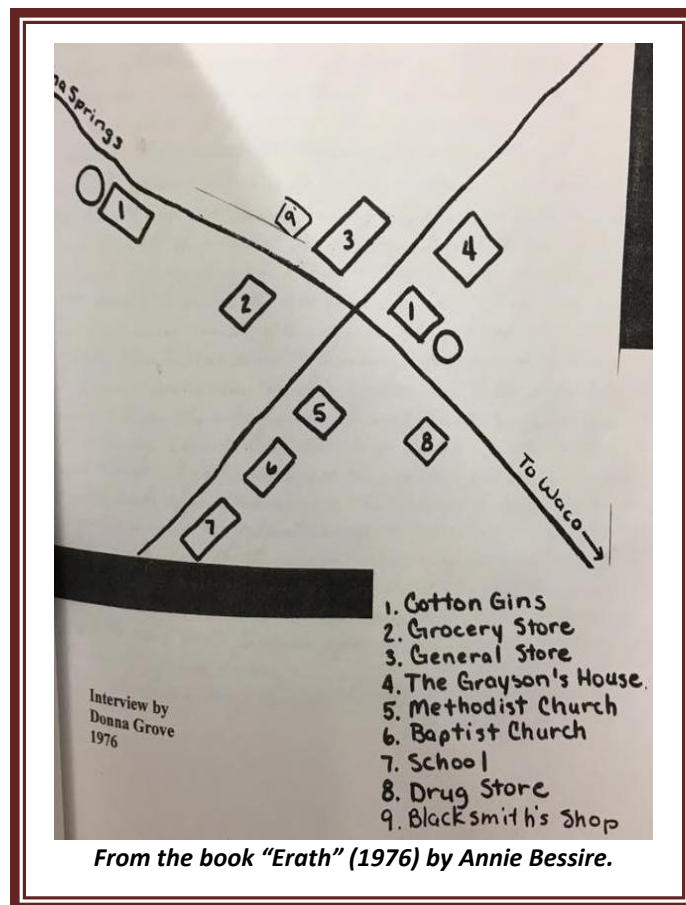 na Springs
1
9
3
4
2
1
5
8
6
7
To Waco
1. Cotton Gins
2. Grocery Store
3. General Store
4. The Grayson's House.
5. Methodist Church
6. Baptist Church
7. School
8. Drug Store
9. Blacksmith's Shop
Interview by
Donna Grove
1976
From the book “Erath” (1976) by Annie Bessire.